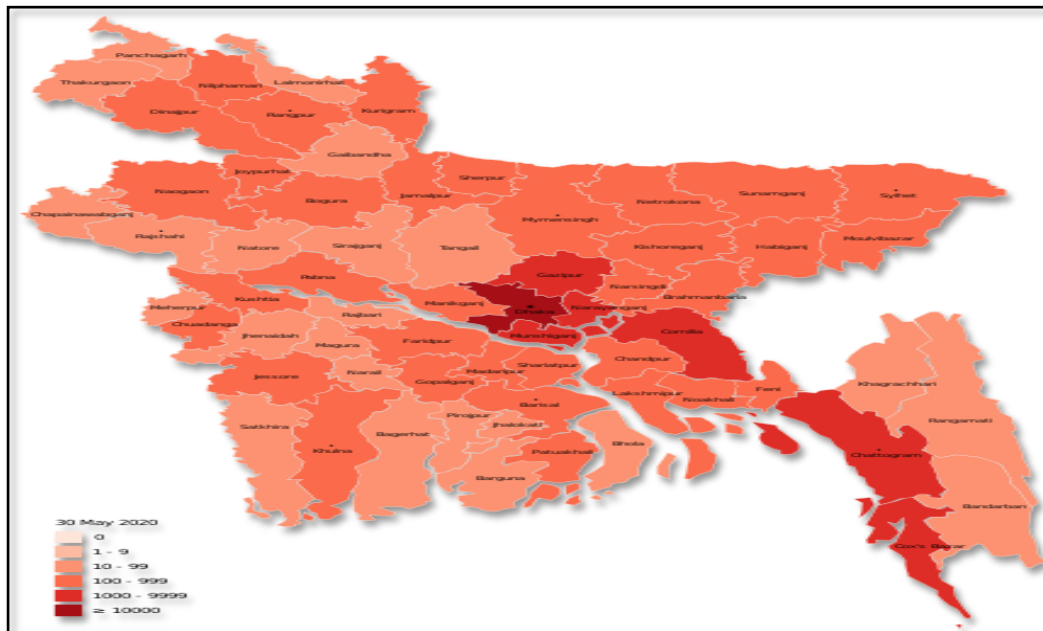 Panchagarh
Thakurgaon
Nilphamari
Lalmonirhat
Dinajpur
Rangpur
Kurigram
Gaibandha
Joypurhat
Naogaon
Bogura
Jamalpur
Sherpur
Netrokona
Sunamganj
Sylhet
Mymensingh
Chapainawabganj
Rajshahi
Natore
Sirajganj
Tangail
Kishoreganj
Habiganj
Moulvibazar
Gazipur
Pabna
Narsingdi
Brahmanbaria
Meherpur
Kushtia
Manikganj
Dhaka
Narayanganj
Rajbari
Chuadanga
Jhenaidah
Magura
Faridpur
Munshiganj
Comilla
Narail
Shariatpur
Chandpur
Jessore
Madaripur
Gopalganj
Khagrachhari
Lakshmipur
Noakhali
Feni
Barisal
Satkhira
Bagerhat
Pirojpur
Jhalokati
Rangamati
Khulna
Bhola
Patuakhali
Chattogram
Barguna
Bandarban
Cox's Bazar
30 May 2020
0
1 - 9
10 - 99
100 - 999
1000 - 9999
≥ 10000